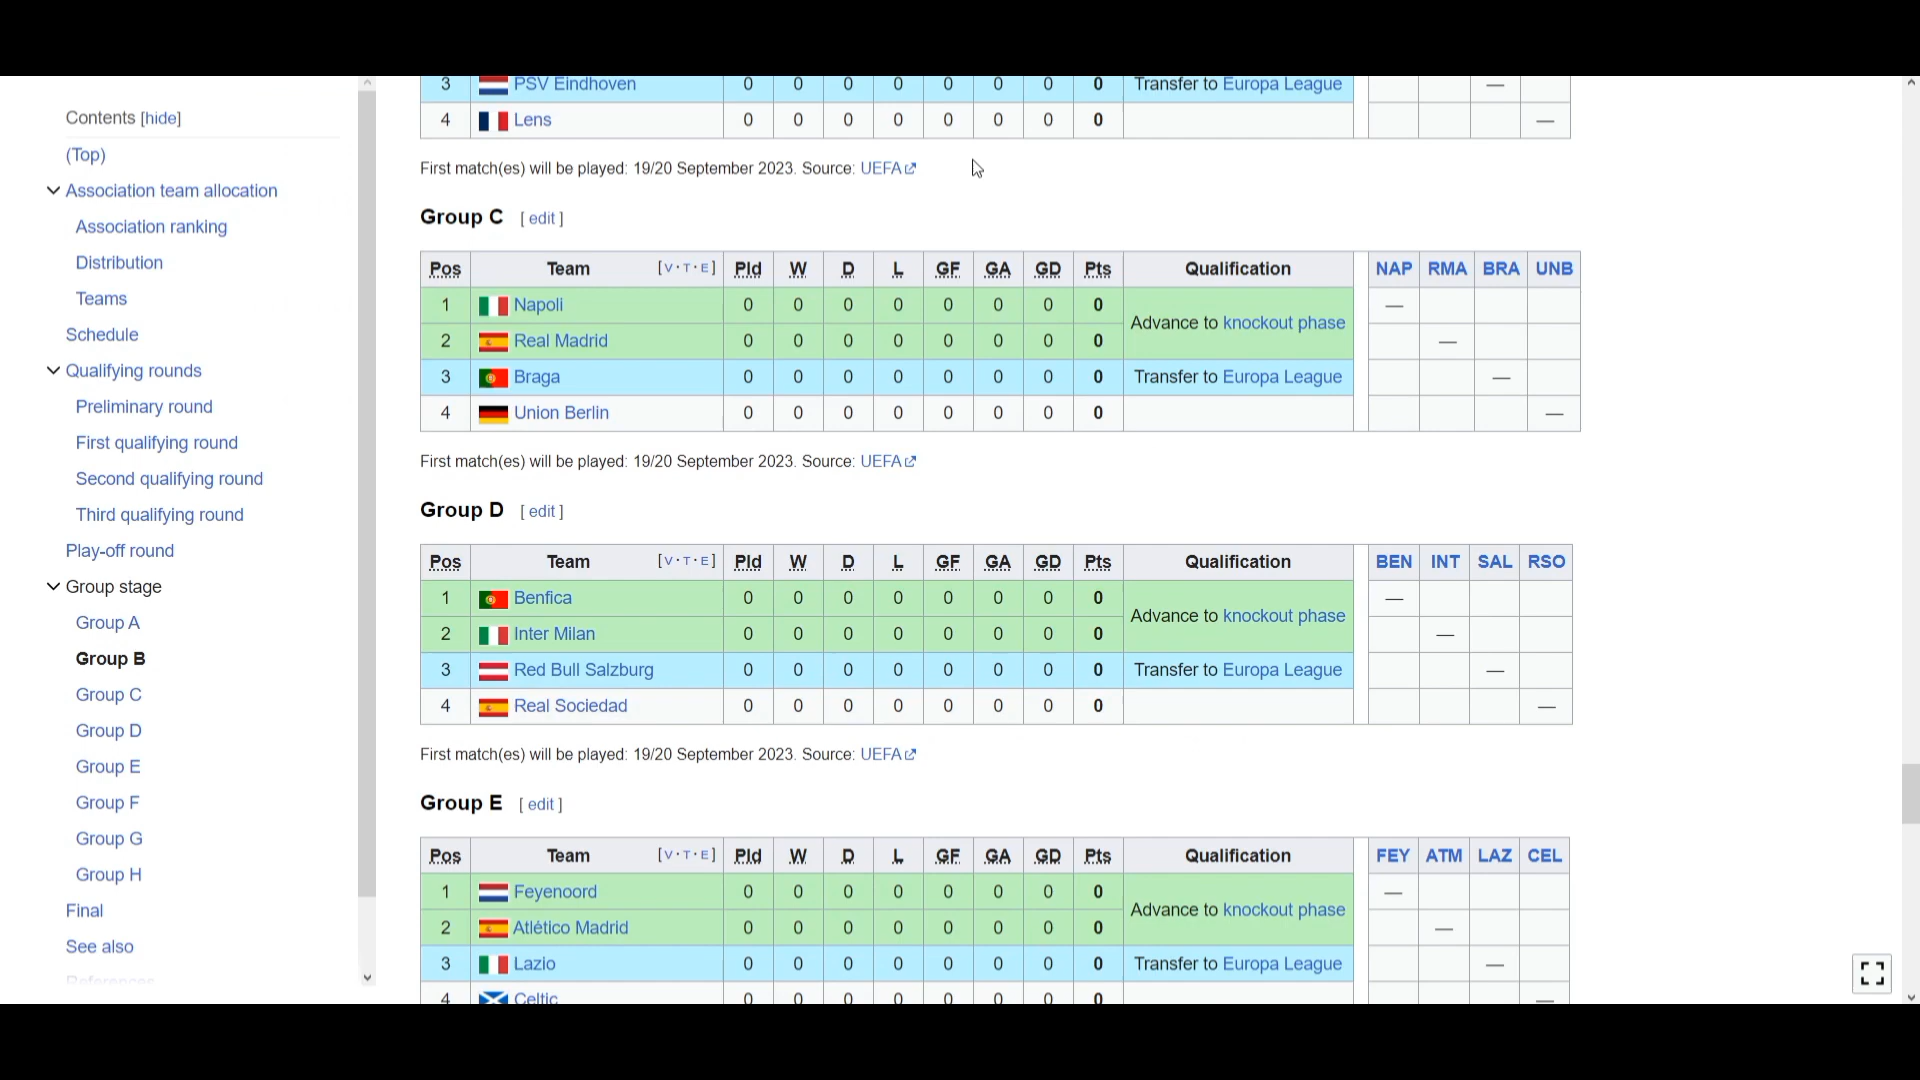 Contents [hide]
(Top)
Association team allocation
Association ranking
Distribution
Teams
Schedule
Qualifying rounds
Preliminary round
First qualifying round
Second qualifying round
Third qualifying round
Play-off round
Group stage
Group A
Group B
Group C
Group D
Group E
Group F
Group G
Group H
Final
See also
References
3 PSV Eindhoven 0 0 0 0 0 0 0 0 Transfer to Europa League —
4 Lens 0 0 0 0 0 0 0 0 —
First match(es) will be played: 19/20 September 2023. Source: UEFA
Group C [ edit ]
Pos Team [V·T·E] Pld W D L GF GA GD Pts Qualification NAP RMA BRA UNB
1 Napoli 0 0 0 0 0 0 0 0 —
Advance to knockout phase
2 Real Madrid 0 0 0 0 0 0 0 0 —
3 Braga 0 0 0 0 0 0 0 0 Transfer to Europa League —
4 Union Berlin 0 0 0 0 0 0 0 0 —
First match(es) will be played: 19/20 September 2023. Source: UEFA
Group D [ edit ]
Pos Team [V·T·E] Pld W D L GF GA GD Pts Qualification BEN INT SAL RSO
1 Benfica 0 0 0 0 0 0 0 0 —
Advance to knockout phase
2 Inter Milan 0 0 0 0 0 0 0 0 —
3 Red Bull Salzburg 0 0 0 0 0 0 0 0 Transfer to Europa League —
4 Real Sociedad 0 0 0 0 0 0 0 0 —
First match(es) will be played: 19/20 September 2023. Source: UEFA
Group E [ edit ]
Pos Team [V·T·E] Pld W D L GF GA GD Pts Qualification FEY ATM LAZ CEL
1 Feyenoord 0 0 0 0 0 0 0 0 —
Advance to knockout phase
2 Atlético Madrid 0 0 0 0 0 0 0 0 —
3 Lazio 0 0 0 0 0 0 0 0 Transfer to Europa League —
4 Celtic 0 0 0 0 0 0 0 0 —